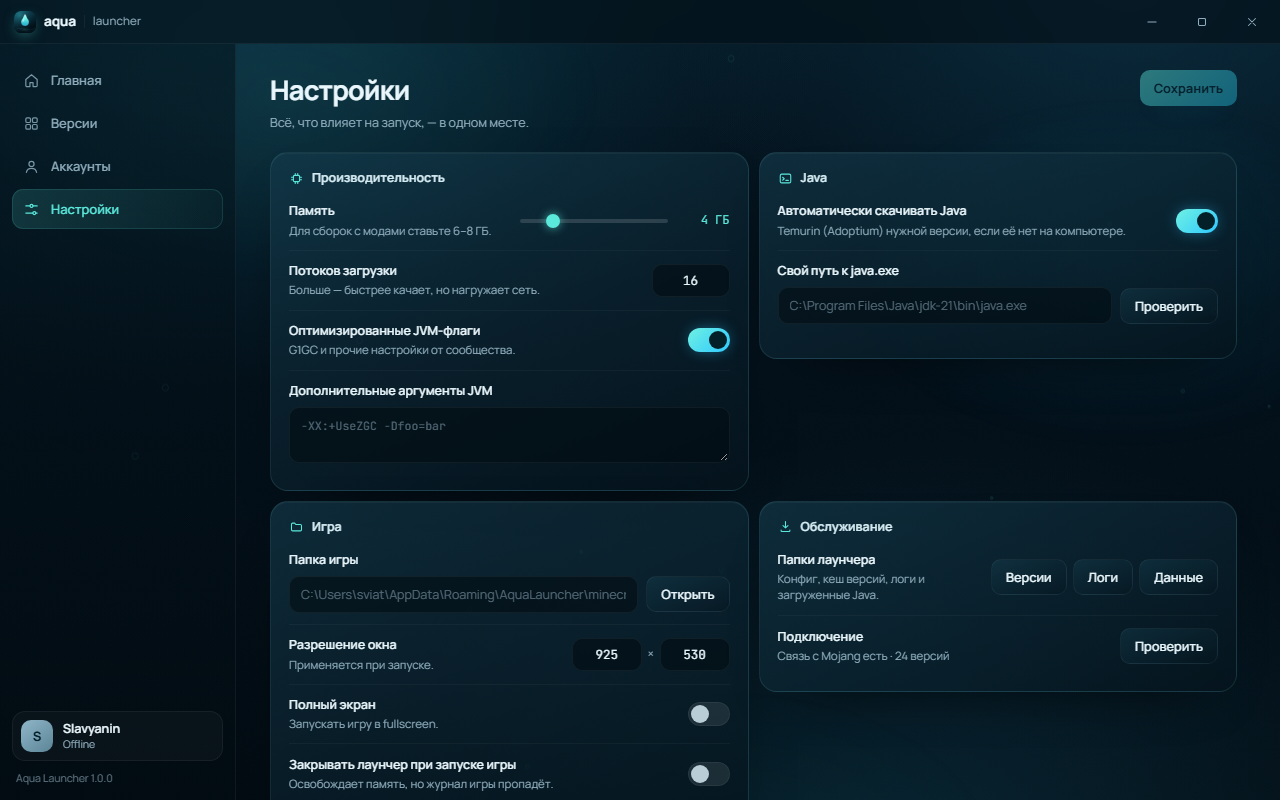 aqua launcher
Главная
Версии
Аккаунты
Настройки
Slavyanin
Offline
Aqua Launcher 1.0.0
Настройки
Сохранить
Всё, что влияет на запуск, — в одном месте.
Производительность
Память
Для сборок с модами ставьте 6–8 ГБ.
4 ГБ
Потоков загрузки
Больше — быстрее качает, но нагружает сеть.
16
Оптимизированные JVM-флаги
G1GC и прочие настройки от сообщества.
Дополнительные аргументы JVM
-XX:+UseZGC -Dfoo=bar
Java
Автоматически скачивать Java
Temurin (Adoptium) нужной версии, если её нет на компьютере.
Свой путь к java.exe
C:\Program Files\Java\jdk-21\bin\java.exe
Проверить
Игра
Папка игры
C:\Users\sviat\AppData\Roaming\AquaLauncher\minecr
Открыть
Разрешение окна
Применяется при запуске.
925 × 530
Полный экран
Запускать игру в fullscreen.
Закрывать лаунчер при запуске игры
Освобождает память, но журнал игры пропадёт.
Обслуживание
Папки лаунчера
Конфиг, кеш версий, логи и
загруженные Java.
Версии Логи Данные
Подключение
Связь с Mojang есть · 24 версий
Проверить
S